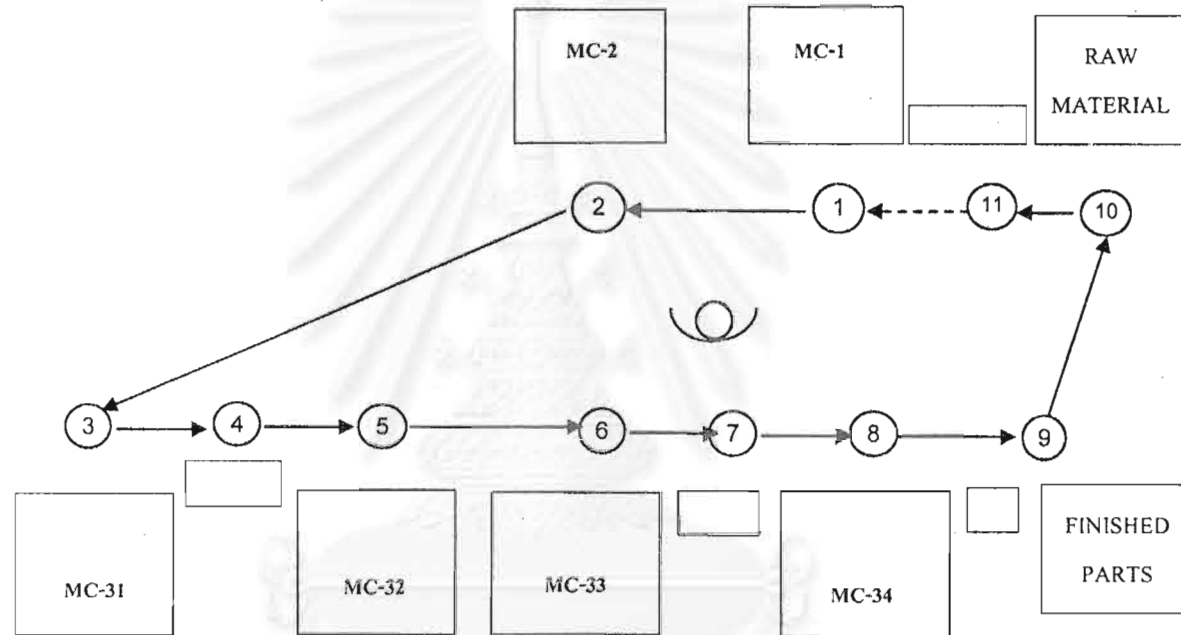 MC-2
MC-1
RAW
MATERIAL
2
1
11
10
3
4
5
6
7
8
9
MC-31
MC-32
MC-33
MC-34
FINISHED
PARTS